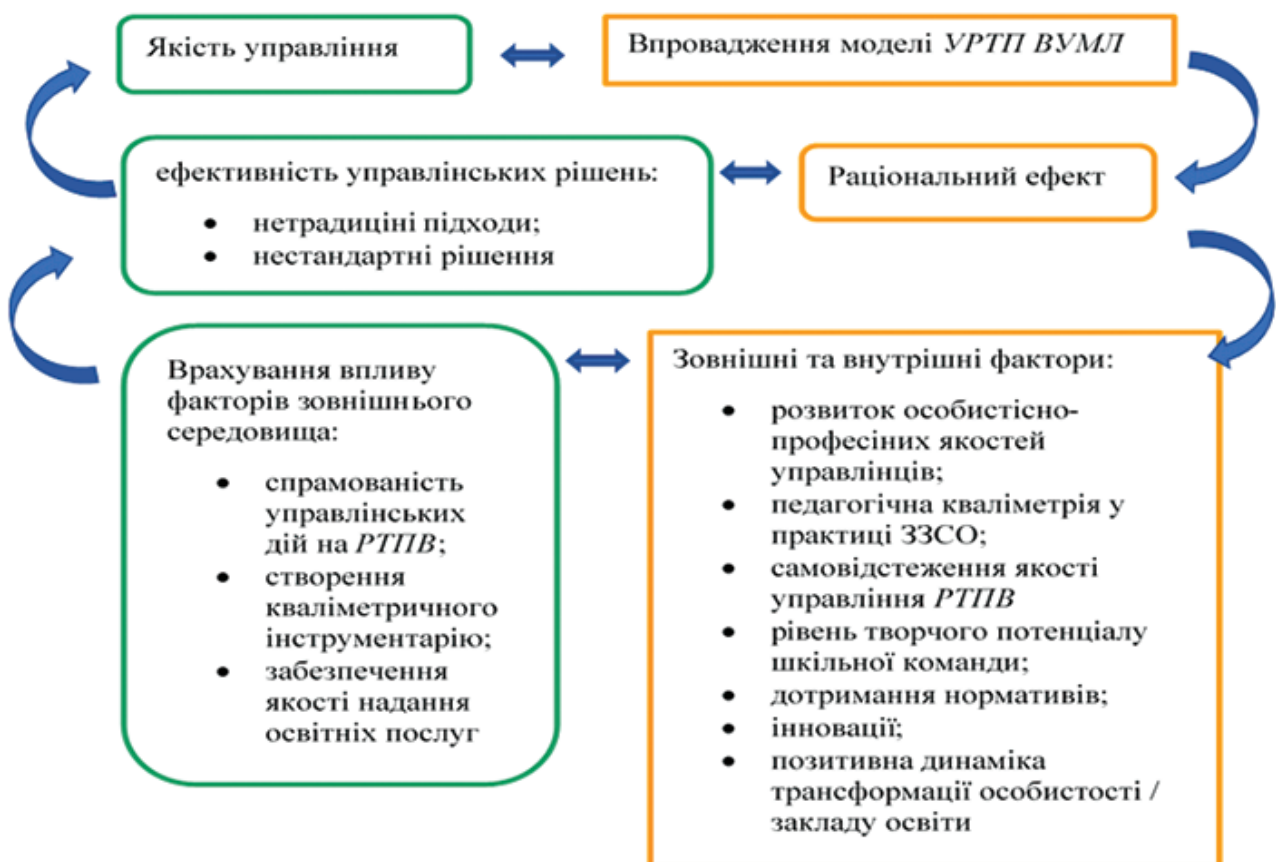 Якість управління
Впровадження моделі УРТП ВУМЛ
ефективність управлінських рішень:
• нетрадиціні підходи;
• нестандартні рішення
Раціональний ефект
Врахування впливу
факторів зовнішнього
середовища:
• спрамованість
управлінських
дій на РТПВ;
• створення
кваліметричного
інструментарію;
• забезпечення
якості надання
освітніх послуг
Зовнішні та внутрішні фактори:
• розвиток особистісно-
професіних якостей
управлінців;
• педагогічна кваліметрія у
практиці ЗЗСО;
• самовідстеження якості
управління РТПВ
• рівень творчого потенціалу
шкільної команди;
• дотримання нормативів;
• інновації;
• позитивна динаміка
трансформації особистості /
закладу освіти